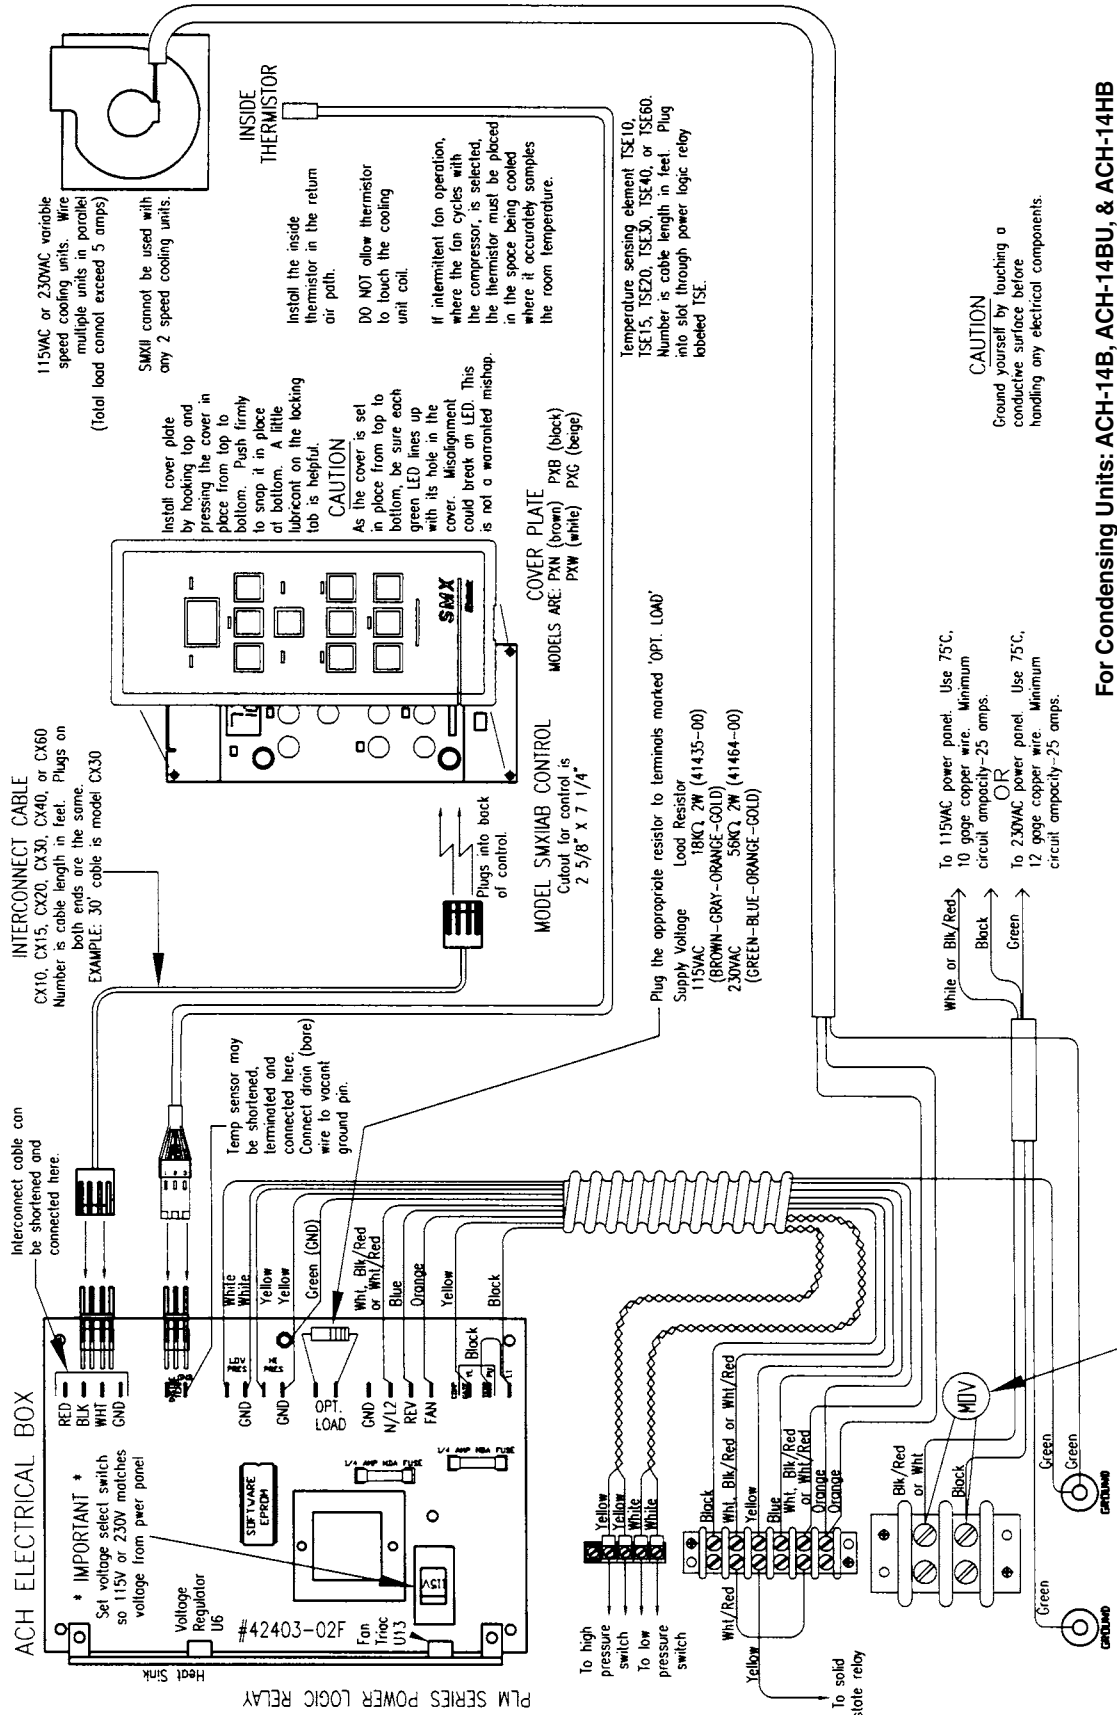 ACH ELECTRICAL BOX
* IMPORTANT *
Set voltage select switch
so 115V or 230V matches
voltage from pwer panel
Voltage
Regulator
U6
#42403-02F
Fan
Triac
U13
Heat Sink
PLM SERIES POWER LOGIC RELAY
115V
SOFTWARE
EPROM
1/4 AMP MDA FUSE
1/4 AMP MDA FUSE
RED
BLK
WHT
GND
GND
GND
OPT.
LOAD
GND
N/L2
REV
FAN
L1
LOW
PRES
HI
PRES
Interconnect cable can
be shortened and
connected here.
INTERCONNECT CABLE
CX10, CX15, CX20, CX30, CX40, or CX60
Number is cable length in feet. Plugs on
both ends are the same.
EXAMPLE: 30' cable is model CX30
Temp sensor may
be shortened,
terminated and
connected here.
Connect drain (bare)
wire to vacant
ground pin.
White
White
Yellow
Yellow
Green (GND)
Wht, Blk/Red
or Wht/Red
Blue
Orange
Yellow
Black
Black
Plugs into back
of control.
MODEL SMXIIAB CONTROL
Cutout for control is
2 5/8" X 7 1/4"
SMX
Install cover plate
by hooking top and
pressing the cover in
place from top to
bottom. Push firmly
to snap it in place
at bottom. A little
lubricant on the locking
tab is helpful.
CAUTION
As the cover is set
in place from top to
bottom, be sure each
green LED lines up
with its hole in the
cover. Misalignment
could break an LED. This
is not a warranted mishap.
COVER PLATE
MODELS ARE: PXN (brown) PXB (black)
PXW (white) PXG (beige)
115VAC or 230VAC variable
speed cooling units. Wire
multiple units in parallel
(Total load cannot exceed 5 amps)
SMXII cannot be used with
any 2 speed cooling units.
INSIDE
THERMISTOR
Install the inside
thermistor in the return
air path.
DO NOT allow thermistor
to touch the cooling
unit coil.
If intermittent fan operation,
where the fan cycles with
the compressor, is selected,
the thermistor must be placed
in the space being cooled
where it accurately samples
the room temperature.
Temperature sensing element TSE10,
TSE15, TSE20, TSE30, TSE40, or TSE60.
Number is cable length in feet. Plug
into slot through power logic relay
labeled TSE.
Plug the appropriate resistor to terminals marked 'OPT. LOAD'
Supply Voltage Load Resistor
115VAC 18KΩ 2W (41435-00)
(BROWN-GRAY-ORANGE-GOLD)
230VAC 56KΩ 2W (41464-00)
(GREEN-BLUE-ORANGE-GOLD)
Yellow
Yellow
White
White
To high
pressure
switch
To low
pressure
switch
Black
Wht, Blk/Red or Wht/Red
Yellow
Blue
Wht, Blk/Red
or Wht/Red
Orange
Orange
Wht/Red
Yellow
To solid
state relay
Blk/Red
or Wht
Black
MOV
Green
Green
Green
GROUND
GROUND
White or Blk/Red
Black
Green
To 115VAC power panel. Use 75°C,
10 gage copper wire. Minimum
circuit ampacity-25 amps.
OR
To 230VAC power panel. Use 75°C,
12 gage copper wire. Minimum
circuit ampacity-25 amps.
CAUTION
Ground yourself by touching a
conductive surface before
handling any electrical components.
For Condensing Units: ACH-14B, ACH-14BU, & ACH-14HB